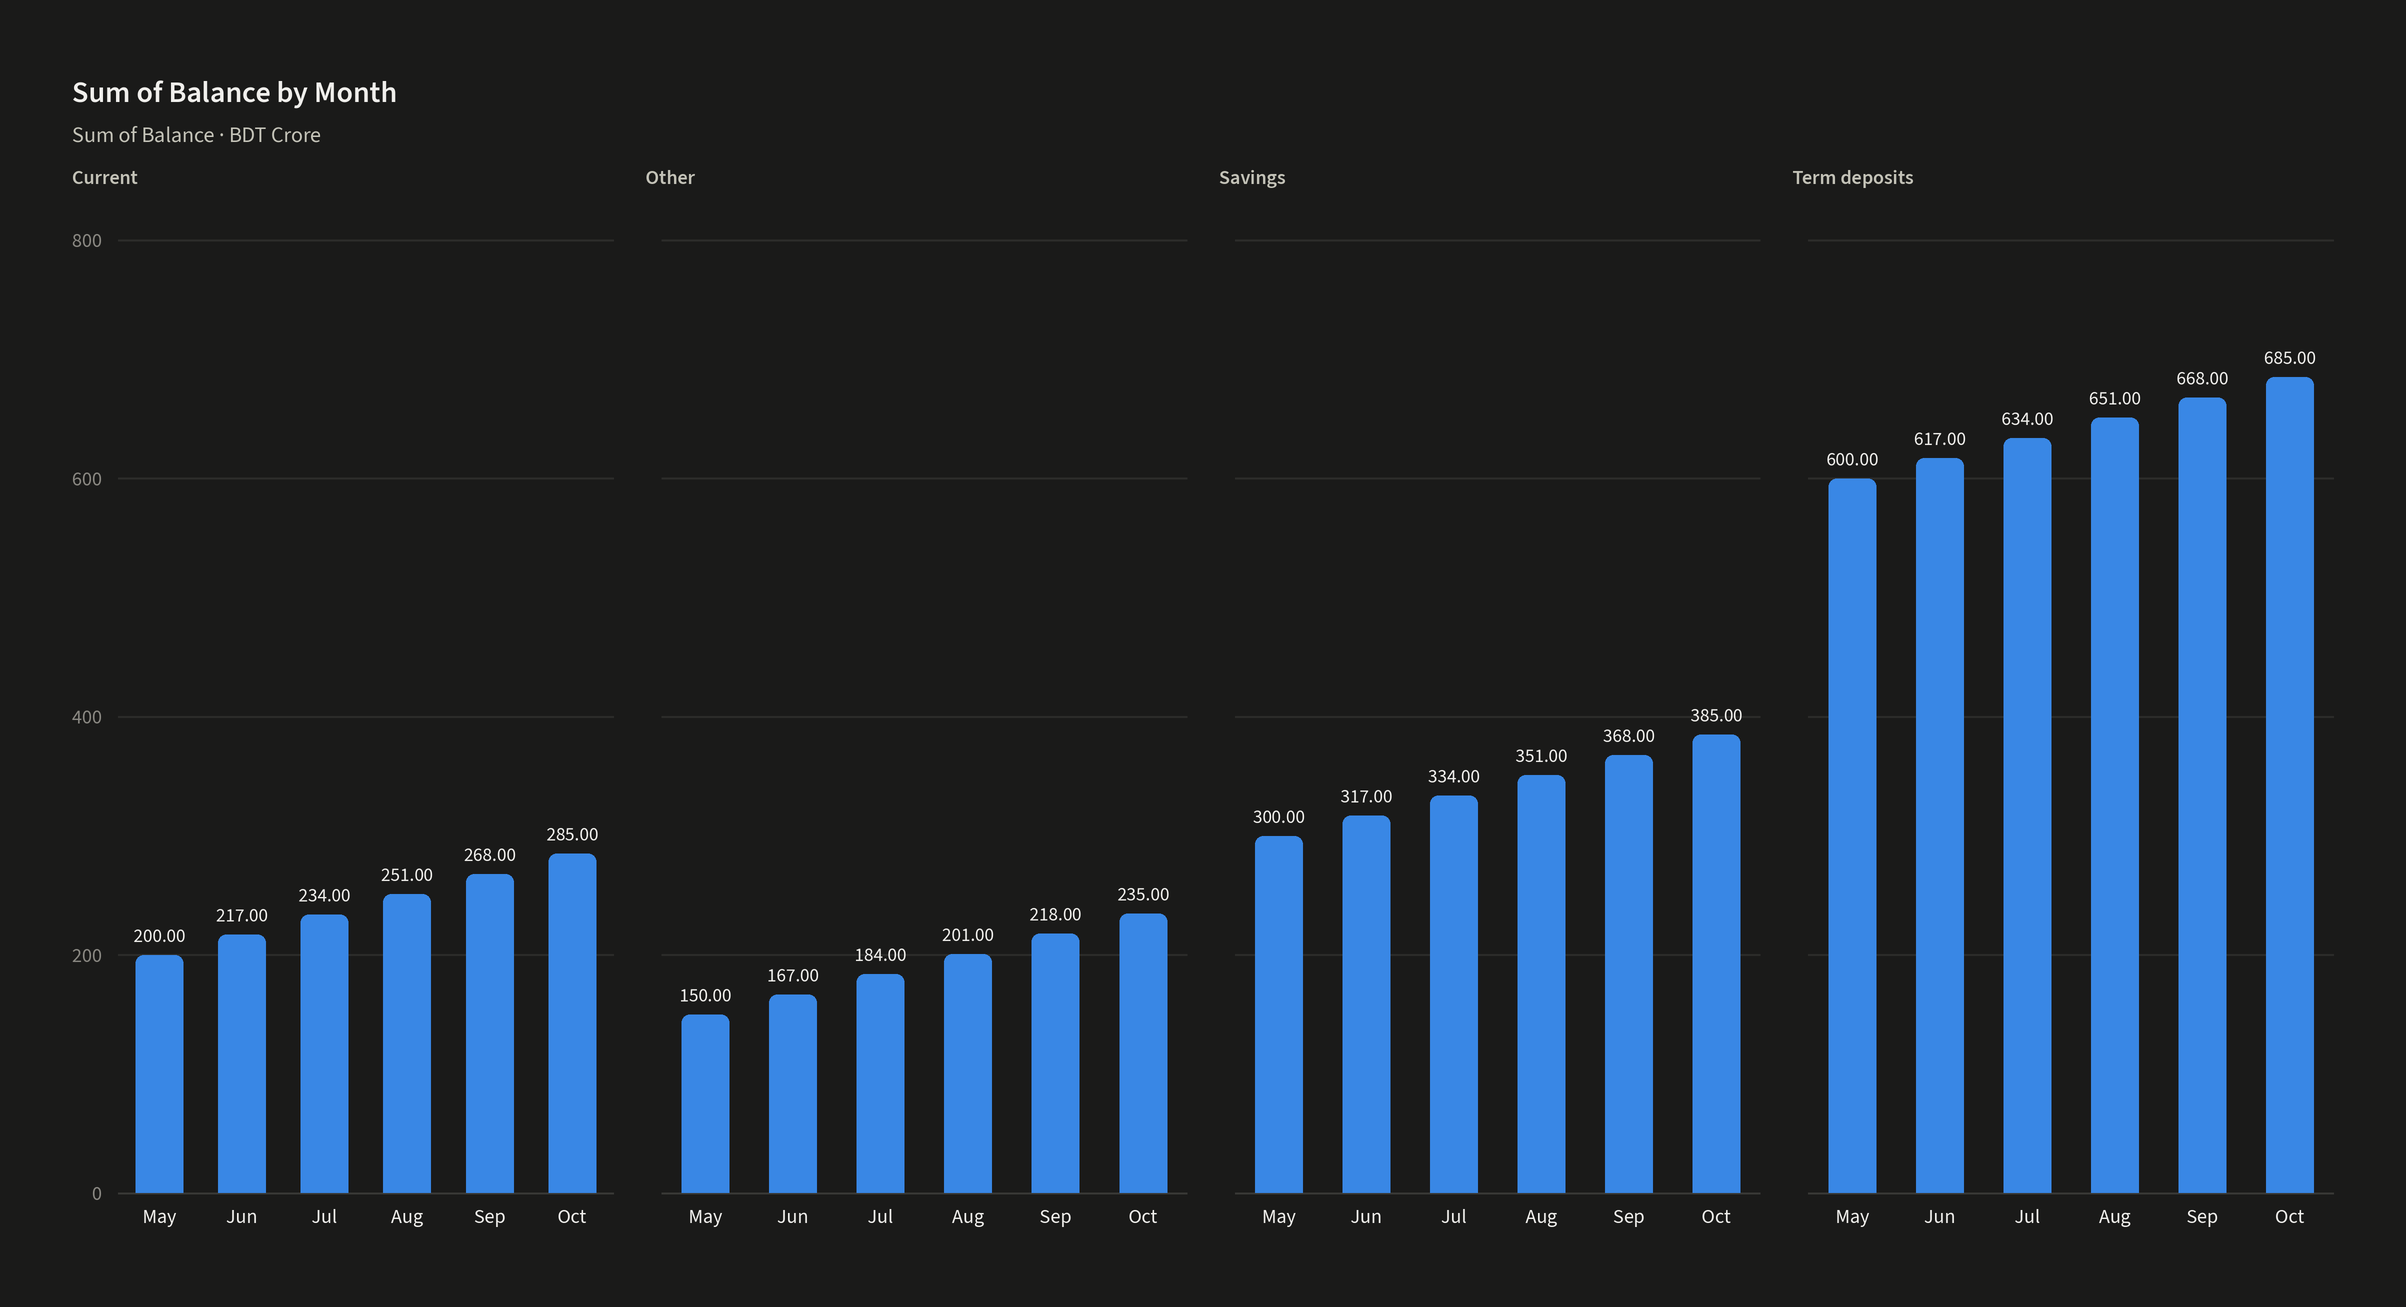 Sum of Balance by Month
Sum of Balance · BDT Crore
Current
Other
Savings
Term deposits
800
600
400
200
0
200.00
217.00
234.00
251.00
268.00
285.00
May
Jun
Jul
Aug
Sep
Oct
150.00
167.00
184.00
201.00
218.00
235.00
May
Jun
Jul
Aug
Sep
Oct
300.00
317.00
334.00
351.00
368.00
385.00
May
Jun
Jul
Aug
Sep
Oct
600.00
617.00
634.00
651.00
668.00
685.00
May
Jun
Jul
Aug
Sep
Oct